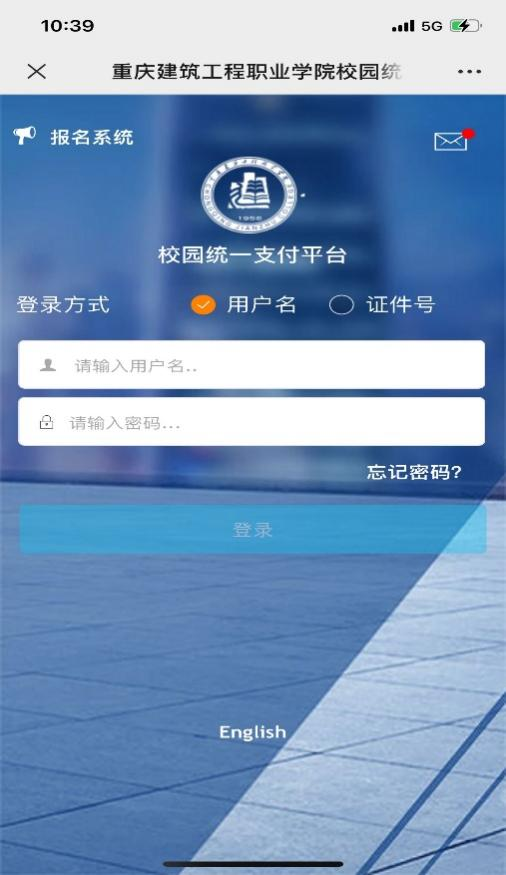 10:39
5G
重庆建筑工程职业学院校园统
报名系统
1956
校园统一支付平台
登录方式 用户名 证件号
请输入用户名..
请输入密码...
忘记密码?
登录
English